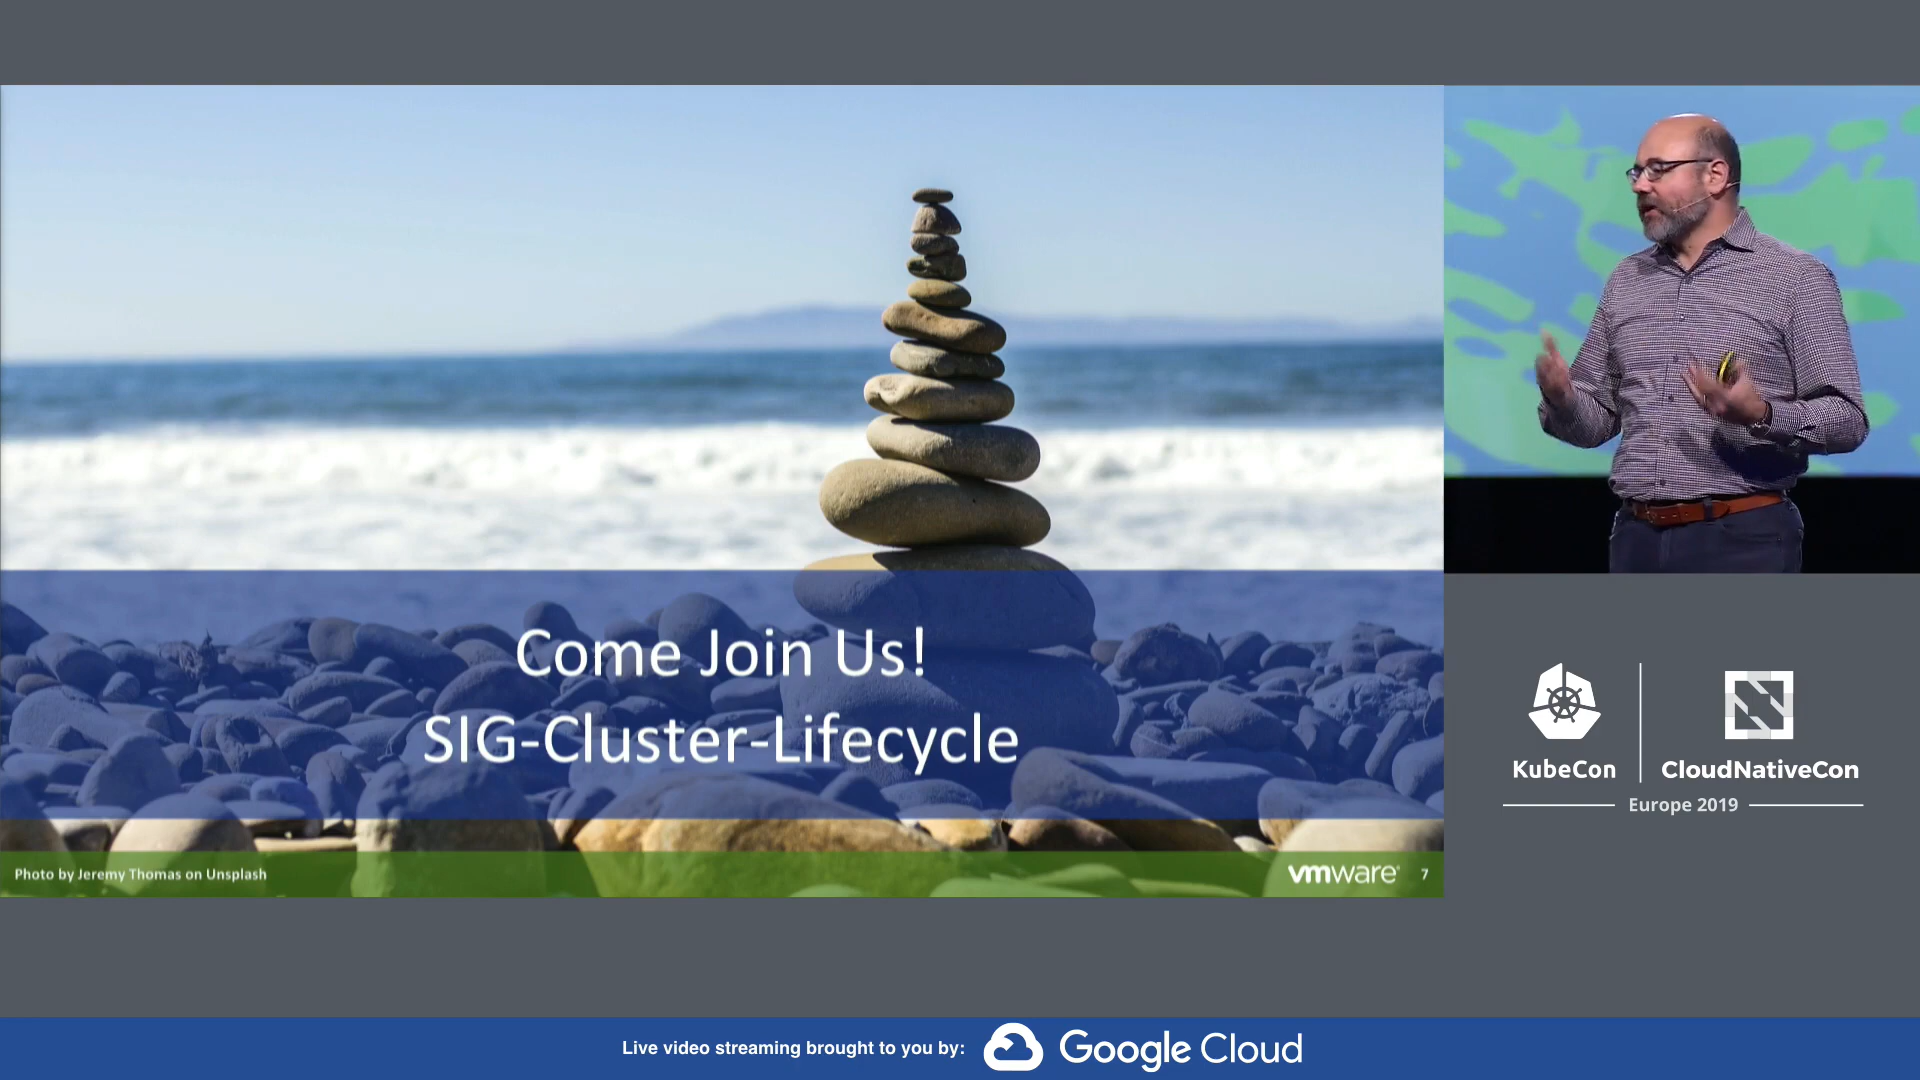 Come Join Us!
SIG-Cluster-Lifecycle
Photo by Jeremy Thomas on Unsplash
vmware
7
KubeCon
CloudNativeCon
Europe 2019
Live video streaming brought to you by:
Google Cloud